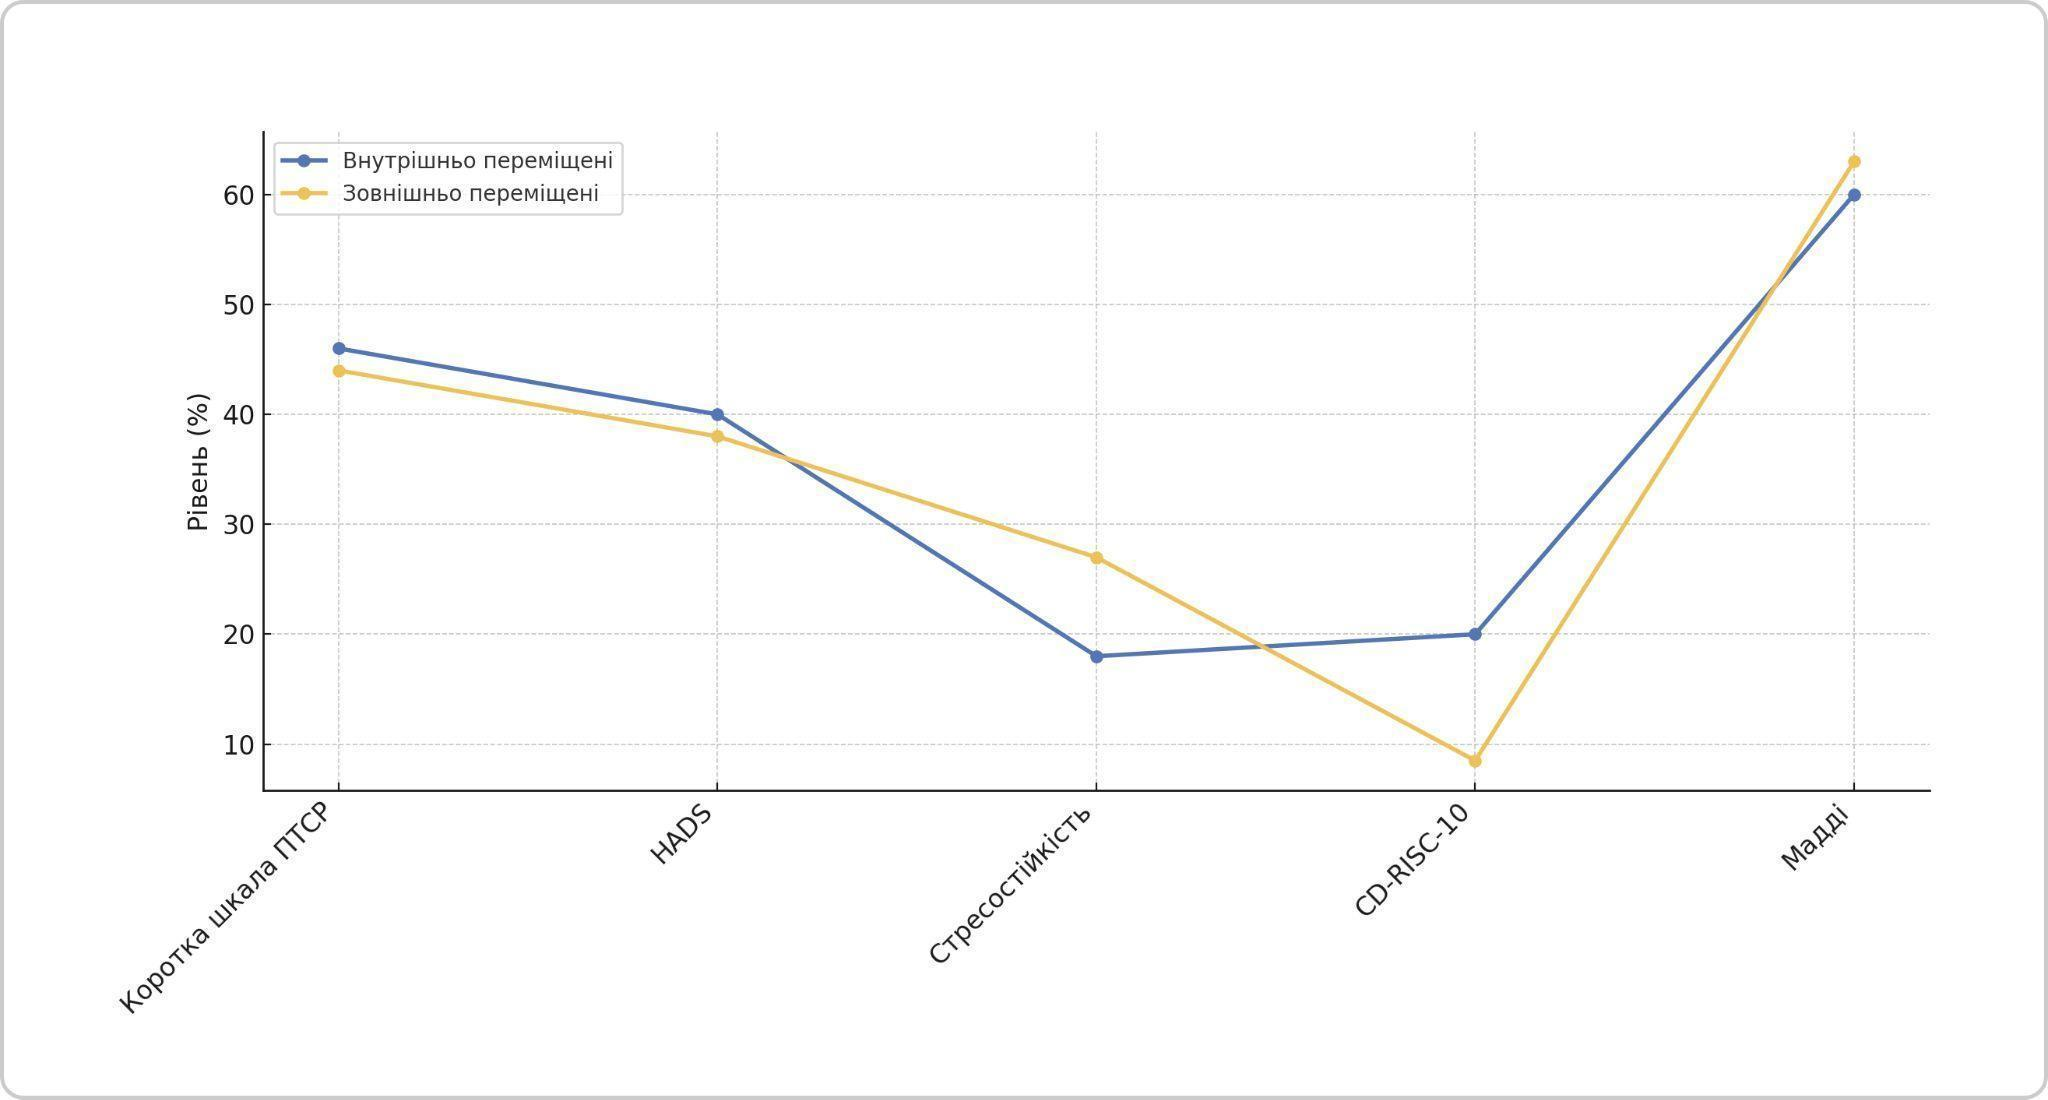 Внутрішньо переміщені
Зовнішньо переміщені
Рівень (%)
60
50
40
30
20
10
Коротка шкала ПТСР
HADS
Стресостійкість
CD-RISC-10
Мадді